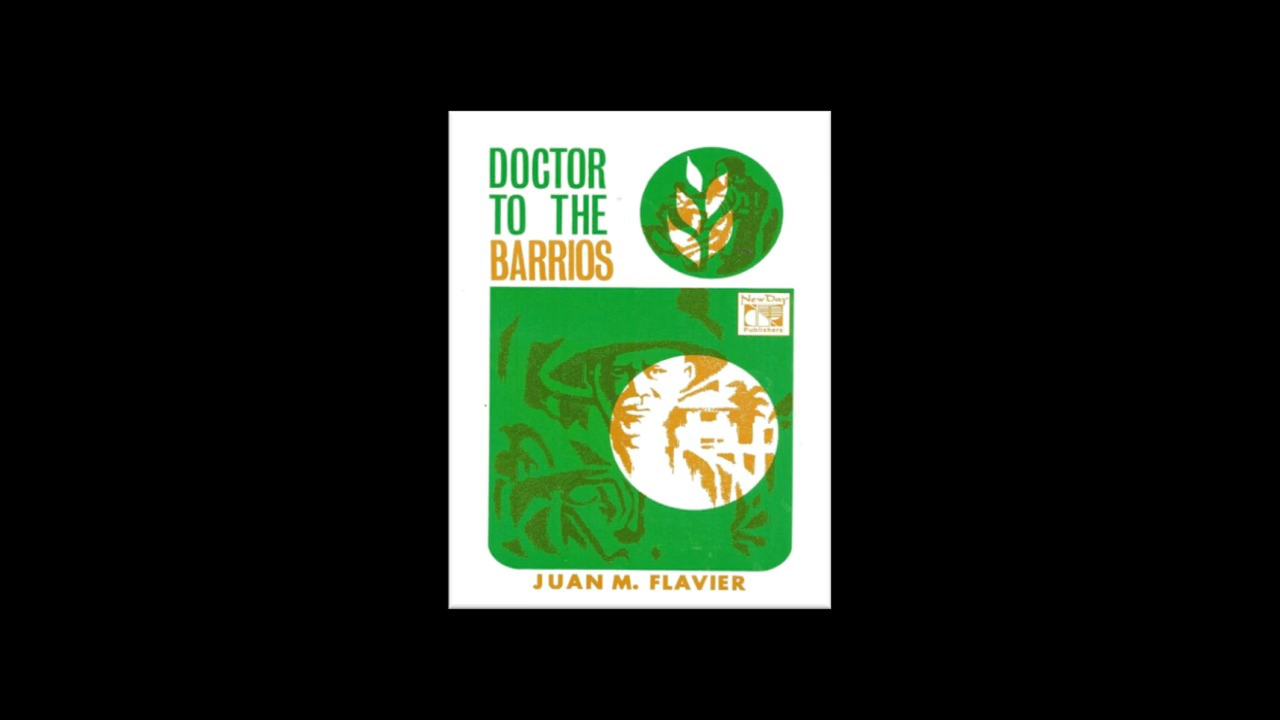 DOCTOR
TO THE
BARRIOS
New Day
Publishers
JUAN M. FLAVIER